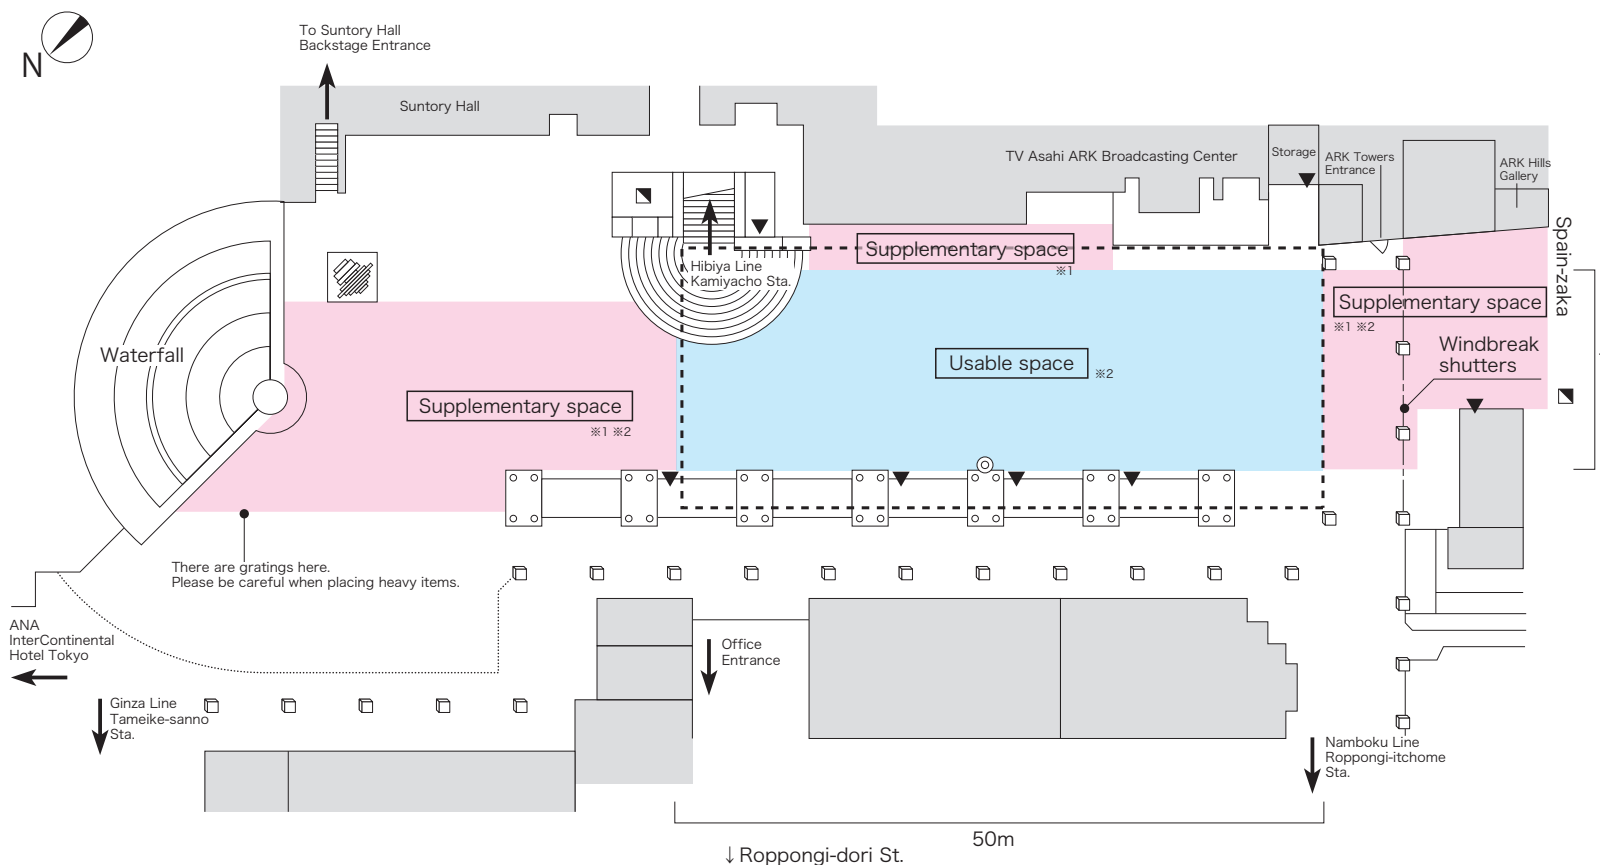 N
To Suntory Hall
Backstage Entrance
Suntory Hall
TV Asahi ARK Broadcasting Center
Storage
ARK Towers
Entrance
ARK Hills
Gallery
Spain-zaka
Supplementary space
※1
Hibiya Line
Kamiyacho Sta.
Supplementary space
※1 ※2
Windbreak
shutters
Waterfall
Usable space
※2
Supplementary space
※1 ※2
There are gratings here.
Please be careful when placing heavy items.
ANA
InterContinental
Hotel Tokyo
Office
Entrance
Ginza Line
Tameike-sanno
Sta.
Namboku Line
Roppongi-itchome
Sta.
50m
↓Roppongi-dori St.